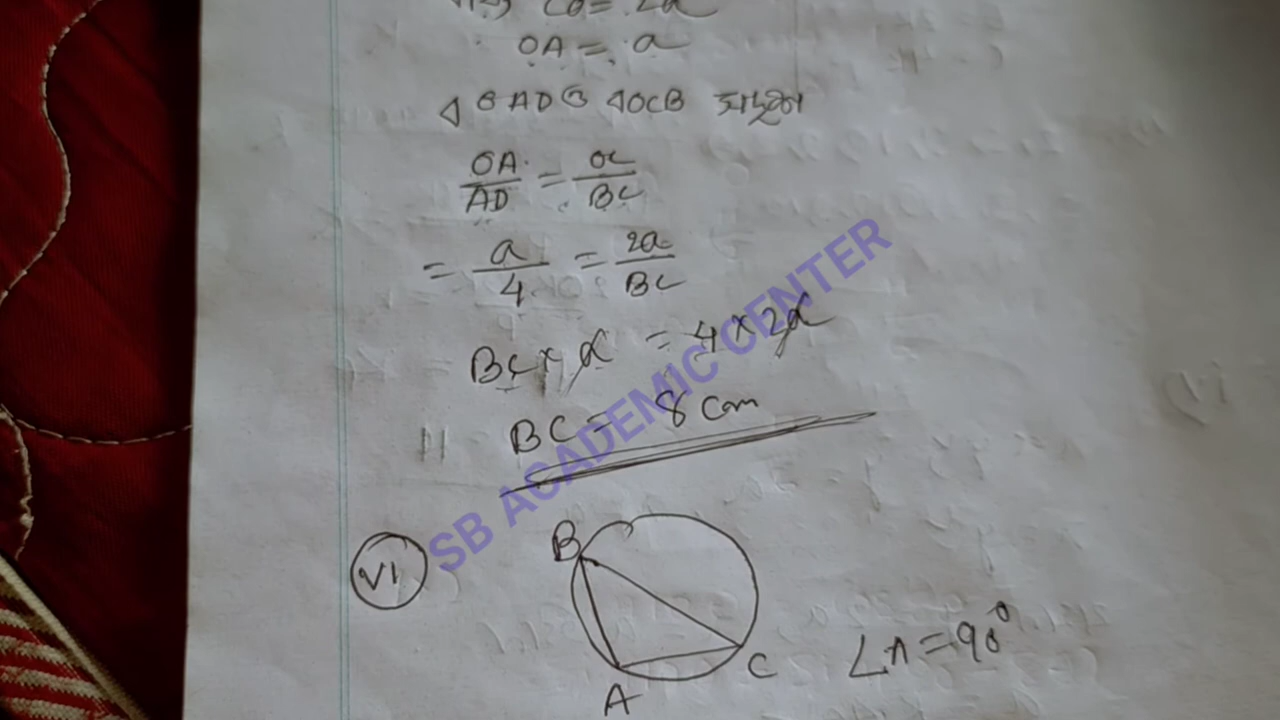 OA = a
△ OAD ও △OCB সদৃশ
OA/AD = OC/BC
= a/4 = 2a/BC
BC × a = 4 × 2a
BC = 8 cm
SB ACADEMIC CENTER
VI
B
A
C
∠A = 90°